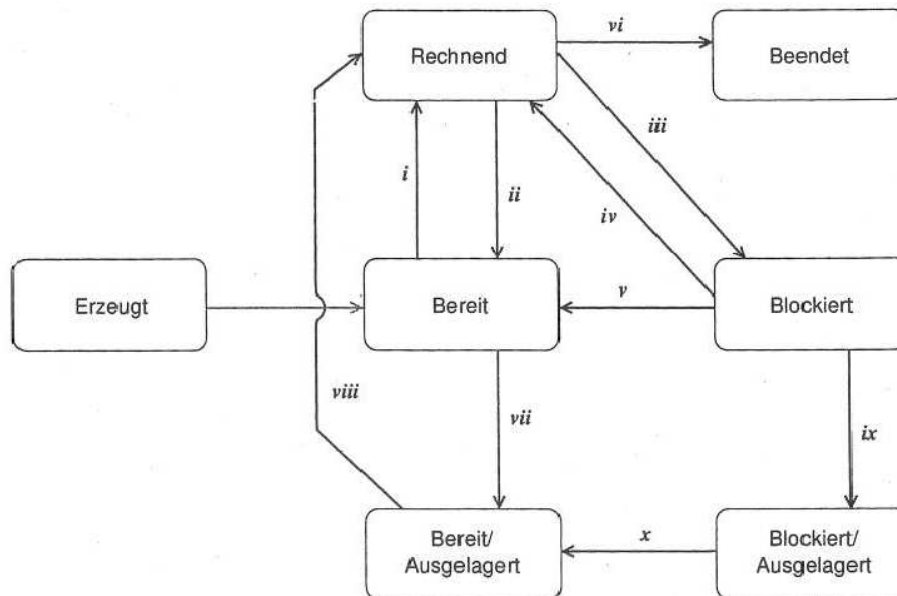 vi
Rechnend
Beendet
iii
i
ii
iv
Erzeugt
Bereit
v
Blockiert
viii
vii
ix
Bereit/
Ausgelagert
x
Blockiert/
Ausgelagert